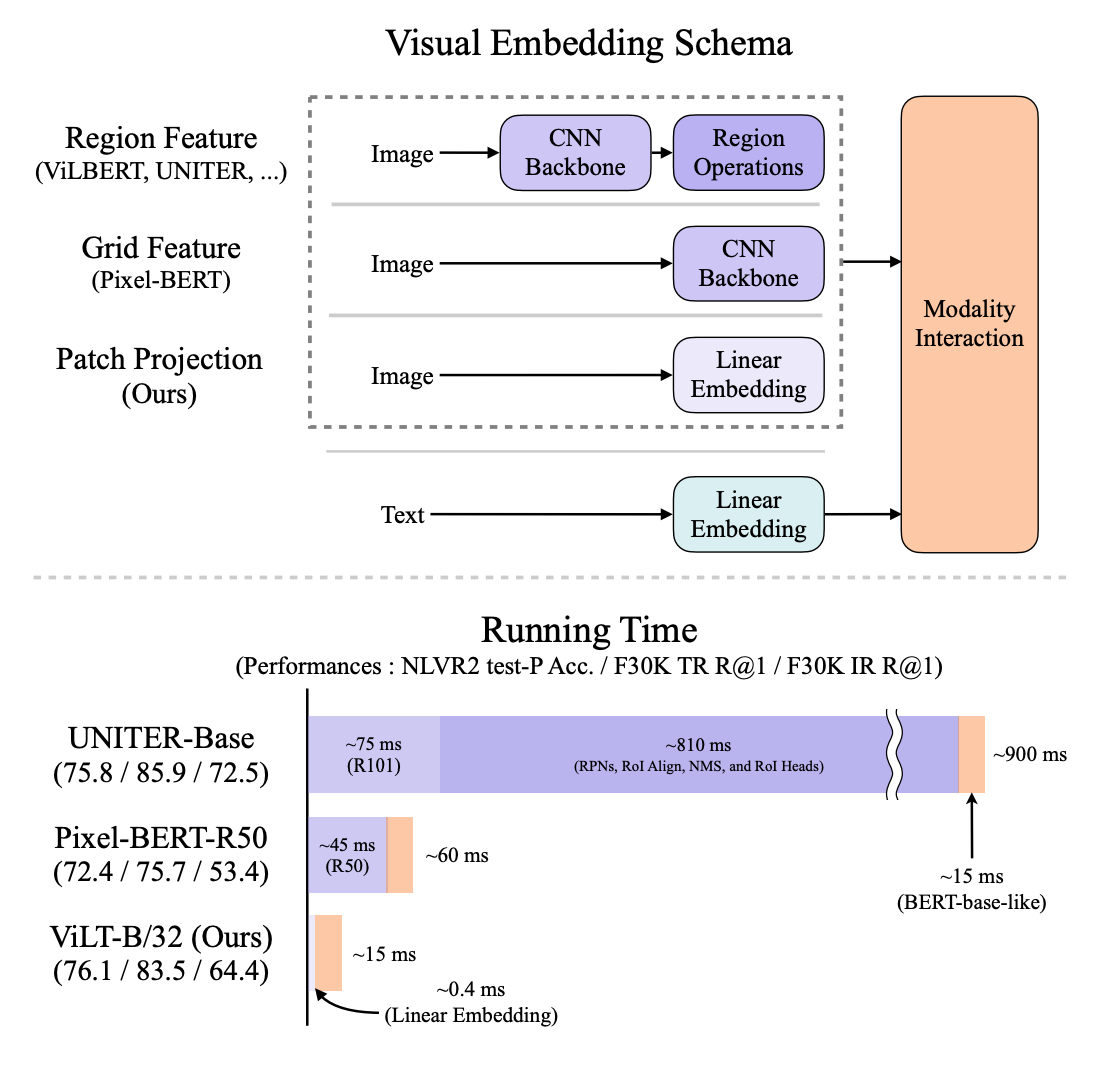 Visual Embedding Schema
Region Feature
(ViLBERT, UNITER, ...)
Image
CNN
Backbone
Region
Operations
Grid Feature
(Pixel-BERT)
Image
CNN
Backbone
Patch Projection
(Ours)
Image
Linear
Embedding
Text
Linear
Embedding
Modality
Interaction
Running Time
(Performances : NLVR2 test-P Acc. / F30K TR R@1 / F30K IR R@1)
UNITER-Base
(75.8 / 85.9 / 72.5)
~75 ms
(R101)
~810 ms
(RPNs, RoI Align, NMS, and RoI Heads)
~900 ms
~15 ms
(BERT-base-like)
Pixel-BERT-R50
(72.4 / 75.7 / 53.4)
~45 ms
(R50)
~60 ms
ViLT-B/32 (Ours)
(76.1 / 83.5 / 64.4)
~15 ms
~0.4 ms
(Linear Embedding)